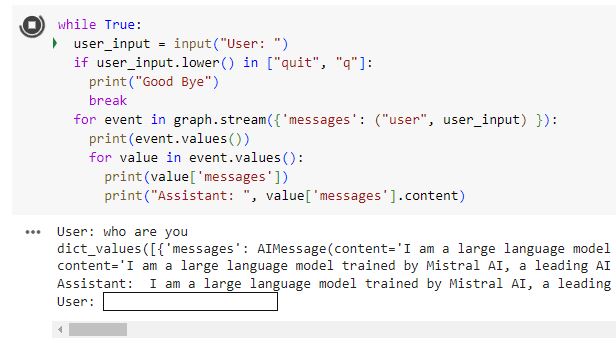 while True:
  user_input = input("User: ")
  if user_input.lower() in ["quit", "q"]:
    print("Good Bye")
    break
  for event in graph.stream({'messages': ("user", user_input) }):
    print(event.values())
    for value in event.values():
      print(value['messages'])
      print("Assistant: ", value['messages'].content)
User: who are you
dict_values([{'messages': AIMessage(content='I am a large language model
content='I am a large language model trained by Mistral AI, a leading AI
Assistant:  I am a large language model trained by Mistral AI, a leading
User: